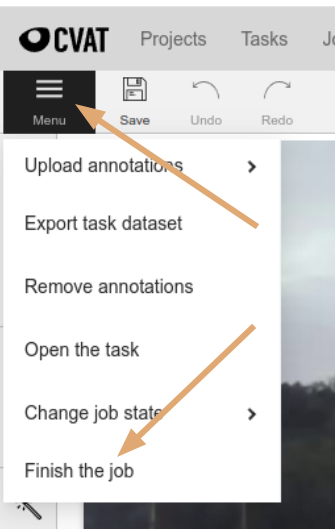 CVAT Projects Tasks Jo
Menu Save Undo Redo
Upload annotations
Export task dataset
Remove annotations
Open the task
Change job state
Finish the job